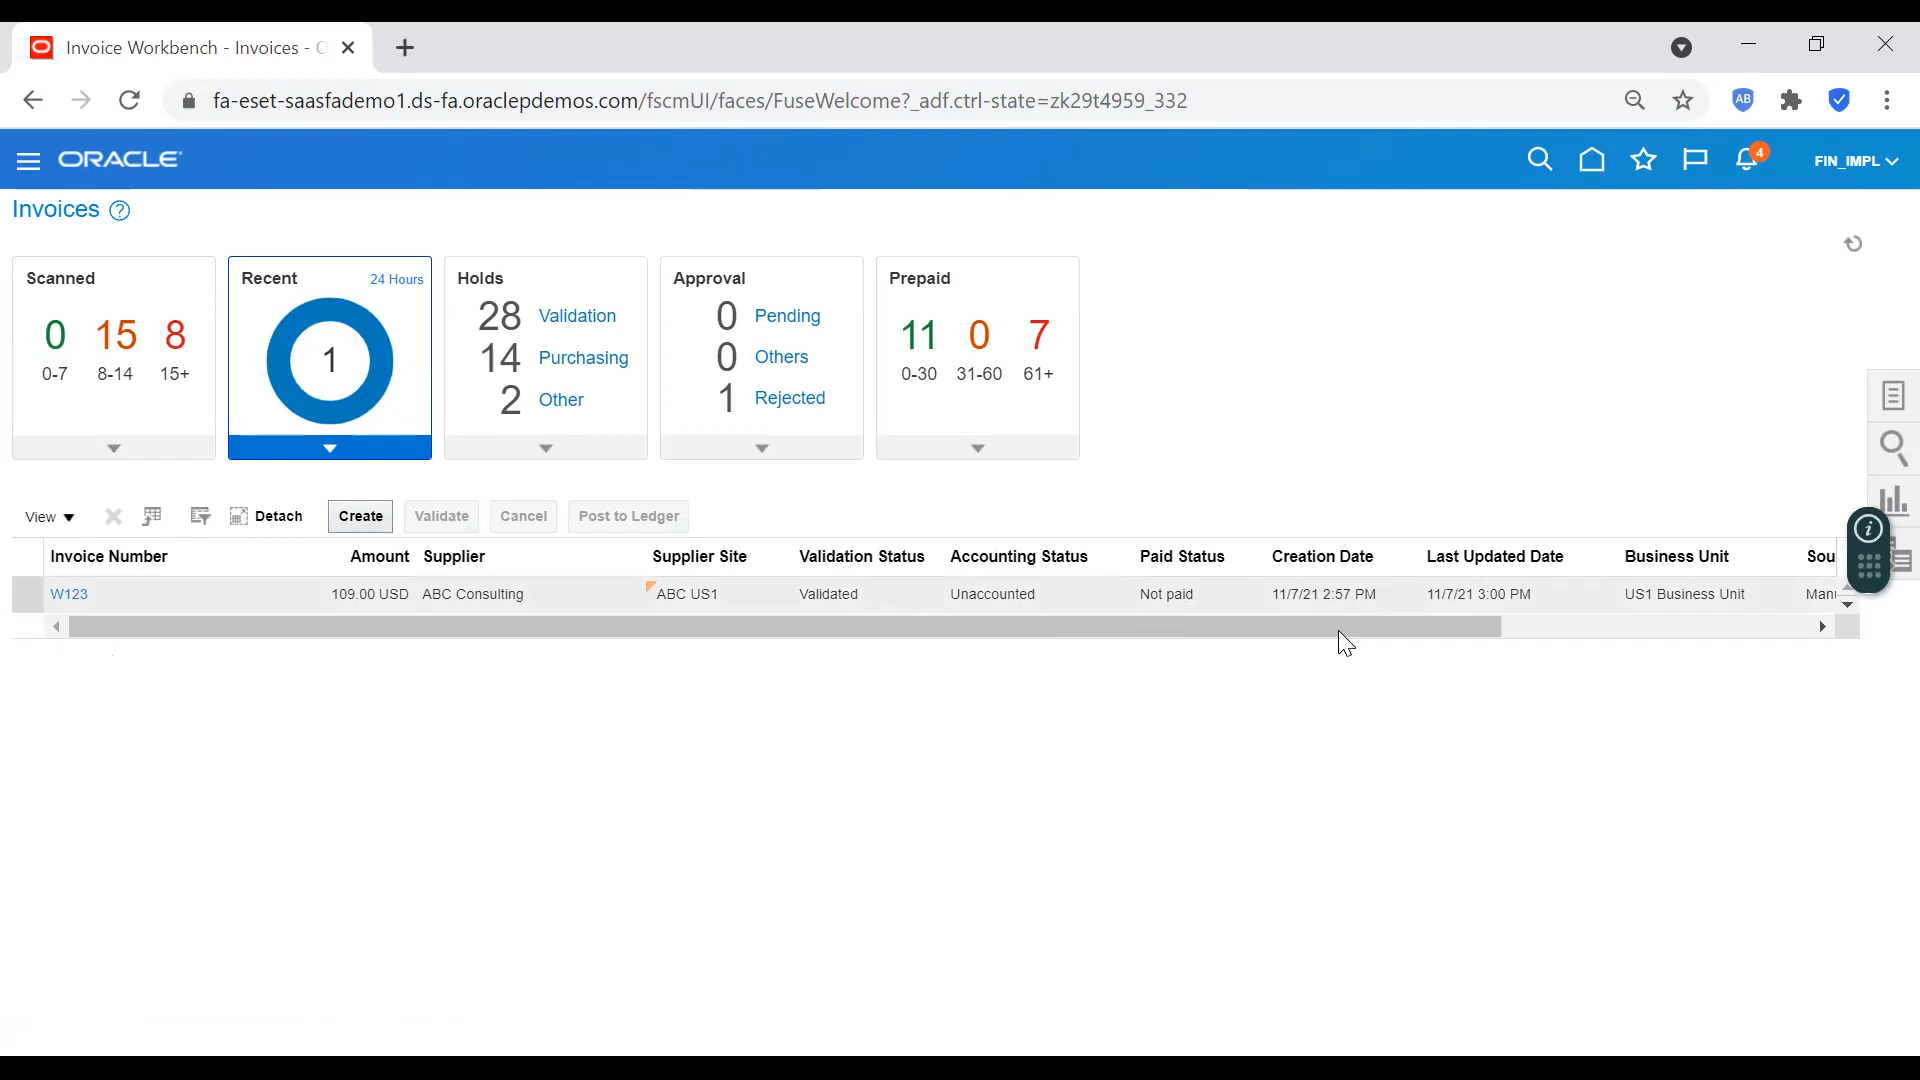 Invoice Workbench - Invoices - O
fa-eset-saasfademo1.ds-fa.oraclepdemos.com/fscmUI/faces/FuseWelcome?_adf.ctrl-state=zk29t4959_332
AB
ORACLE
4
FIN_IMPL
Invoices ?
Scanned
0 15 8
0-7 8-14 15+
Recent 24 Hours
1
Holds
28 Validation
14 Purchasing
2 Other
Approval
0 Pending
0 Others
1 Rejected
Prepaid
11 0 7
0-30 31-60 61+
View Detach Create Validate Cancel Post to Ledger
Invoice Number Amount Supplier Supplier Site Validation Status Accounting Status Paid Status Creation Date Last Updated Date Business Unit Sou
W123 109.00 USD ABC Consulting ABC US1 Validated Unaccounted Not paid 11/7/21 2:57 PM 11/7/21 3:00 PM US1 Business Unit Manu
i